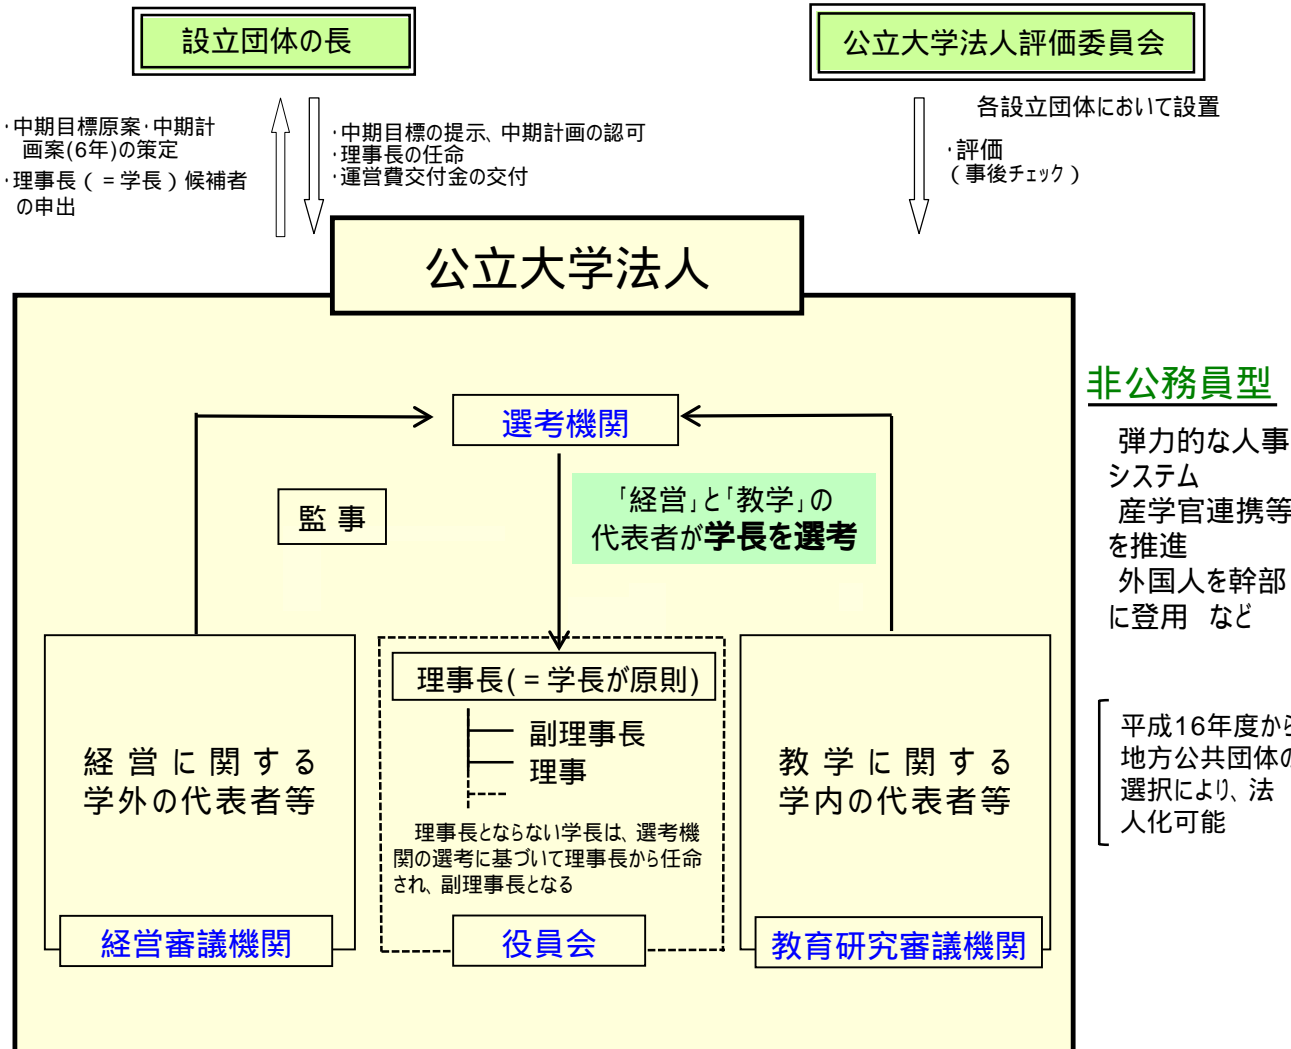 設立団体の長
公立大学法人評価委員会
・中期目標原案・中期計
画案(6年)の策定
・理事長(=学長)候補者
の申出
・中期目標の提示、中期計画の認可
・理事長の任命
・運営費交付金の交付
各設立団体において設置
・評価
(事後チェック)
公立大学法人
選考機関
監 事
「経営」と「教学」の
代表者が学長を選考
非公務員型
弾力的な人事
システム
産学官連携等
を推進
外国人を幹部
に登用 など
経 営 に 関 す る
学外の代表者等
経営審議機関
理事長(=学長が原則)
副理事長
理事
理事長とならない学長は、選考機
関の選考に基づいて理事長から任命
され、副理事長となる
役員会
教 学 に 関 す る
学内の代表者等
教育研究審議機関
平成16年度から
地方公共団体の
選択により、法
人化可能